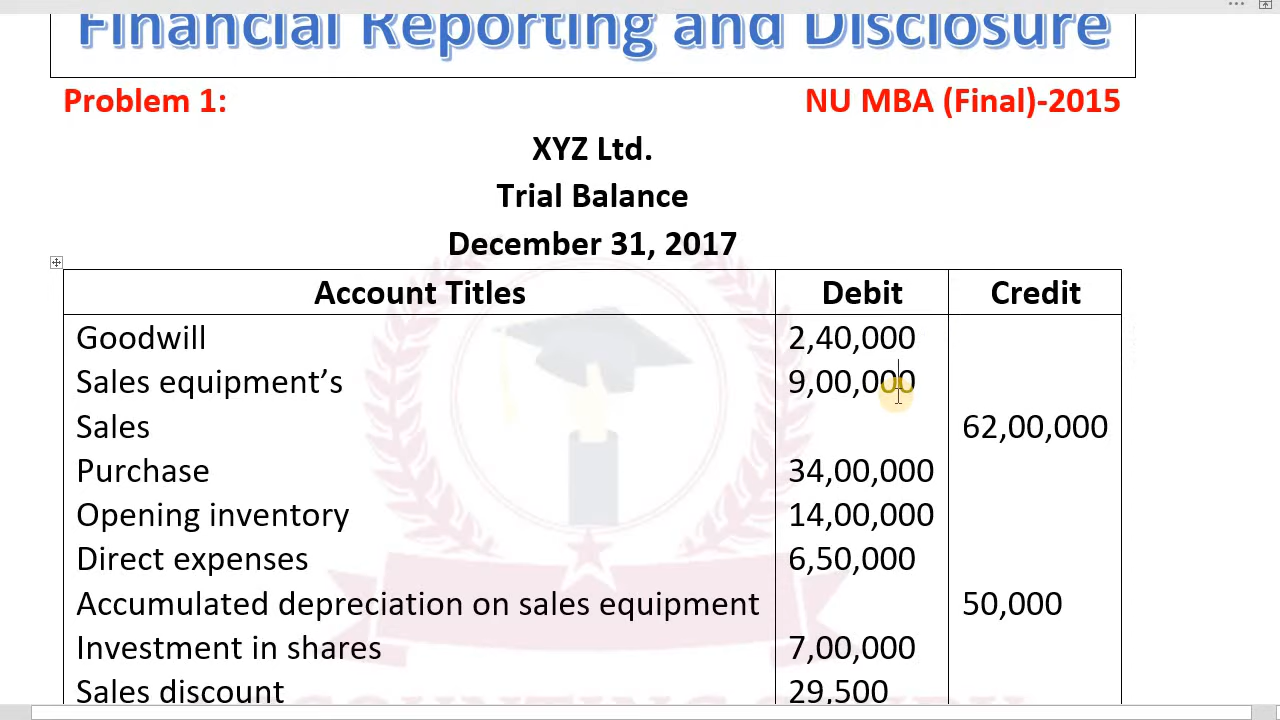 Financial Reporting and Disclosure
Problem 1: NU MBA (Final)-2015
XYZ Ltd.
Trial Balance
December 31, 2017
Account Titles Debit Credit
Goodwill 2,40,000
Sales equipment’s 9,00,000
Sales 62,00,000
Purchase 34,00,000
Opening inventory 14,00,000
Direct expenses 6,50,000
Accumulated depreciation on sales equipment 50,000
Investment in shares 7,00,000
Sales discount 29,500